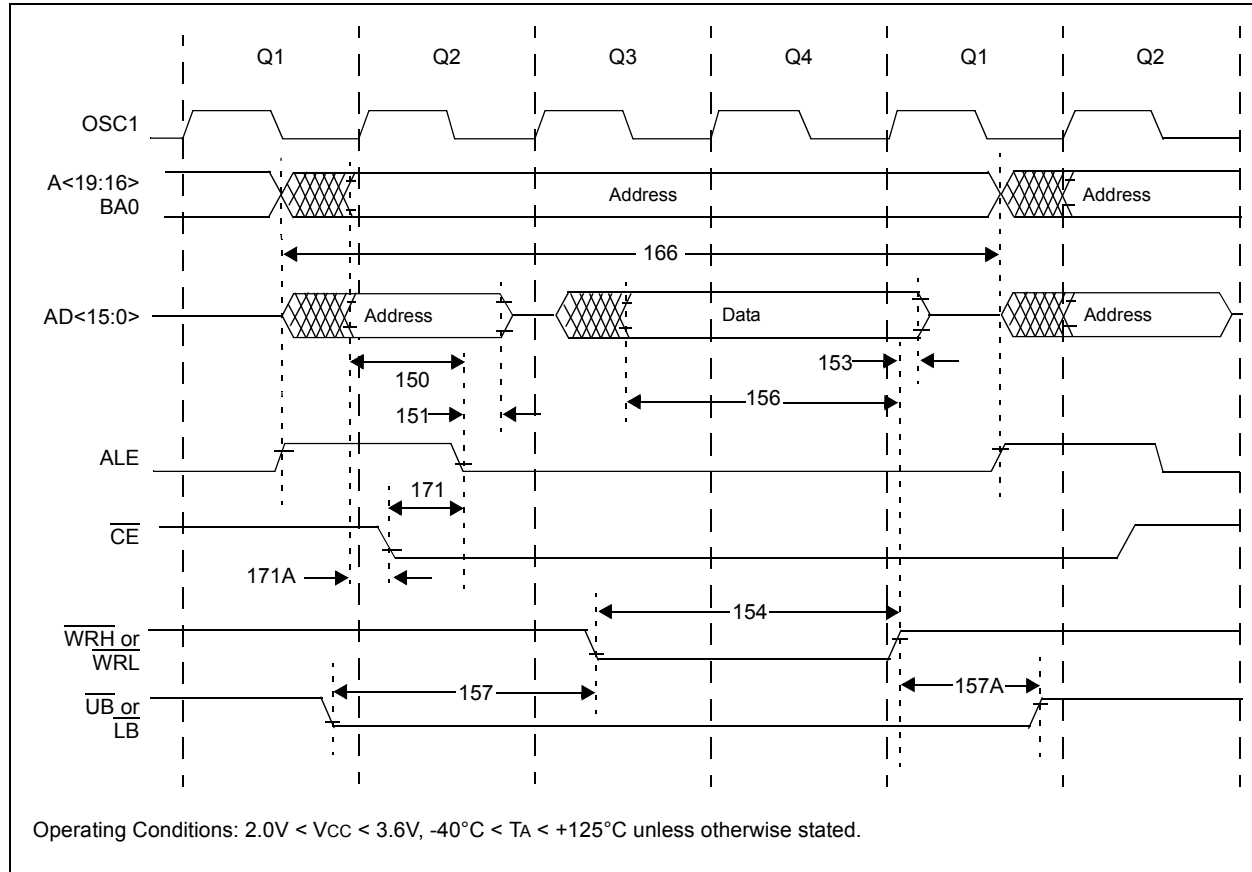 Q1 Q2 Q3 Q4 Q1 Q2
OSC1
A<19:16>
BA0
Address Address
166
AD<15:0>
Address Data Address
150
153
151
156
ALE
171
CE
171A
154
WRH or
WRL
157
157A
UB or
LB
Operating Conditions: 2.0V < VCC < 3.6V, -40°C < TA < +125°C unless otherwise stated.